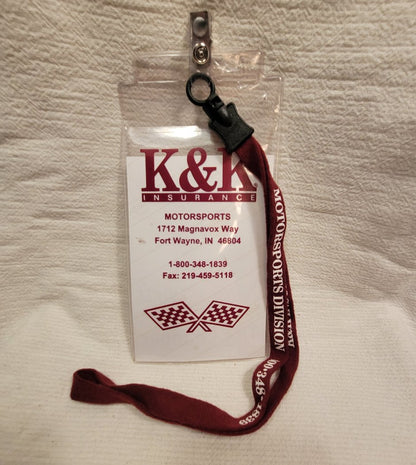 K&K
INSURANCE
MOTORSPORTS
1712 Magnavox Way
Fort Wayne, IN 46804
1-800-348-1839
Fax: 219-459-5118
MOTORSPORTS DIVISION